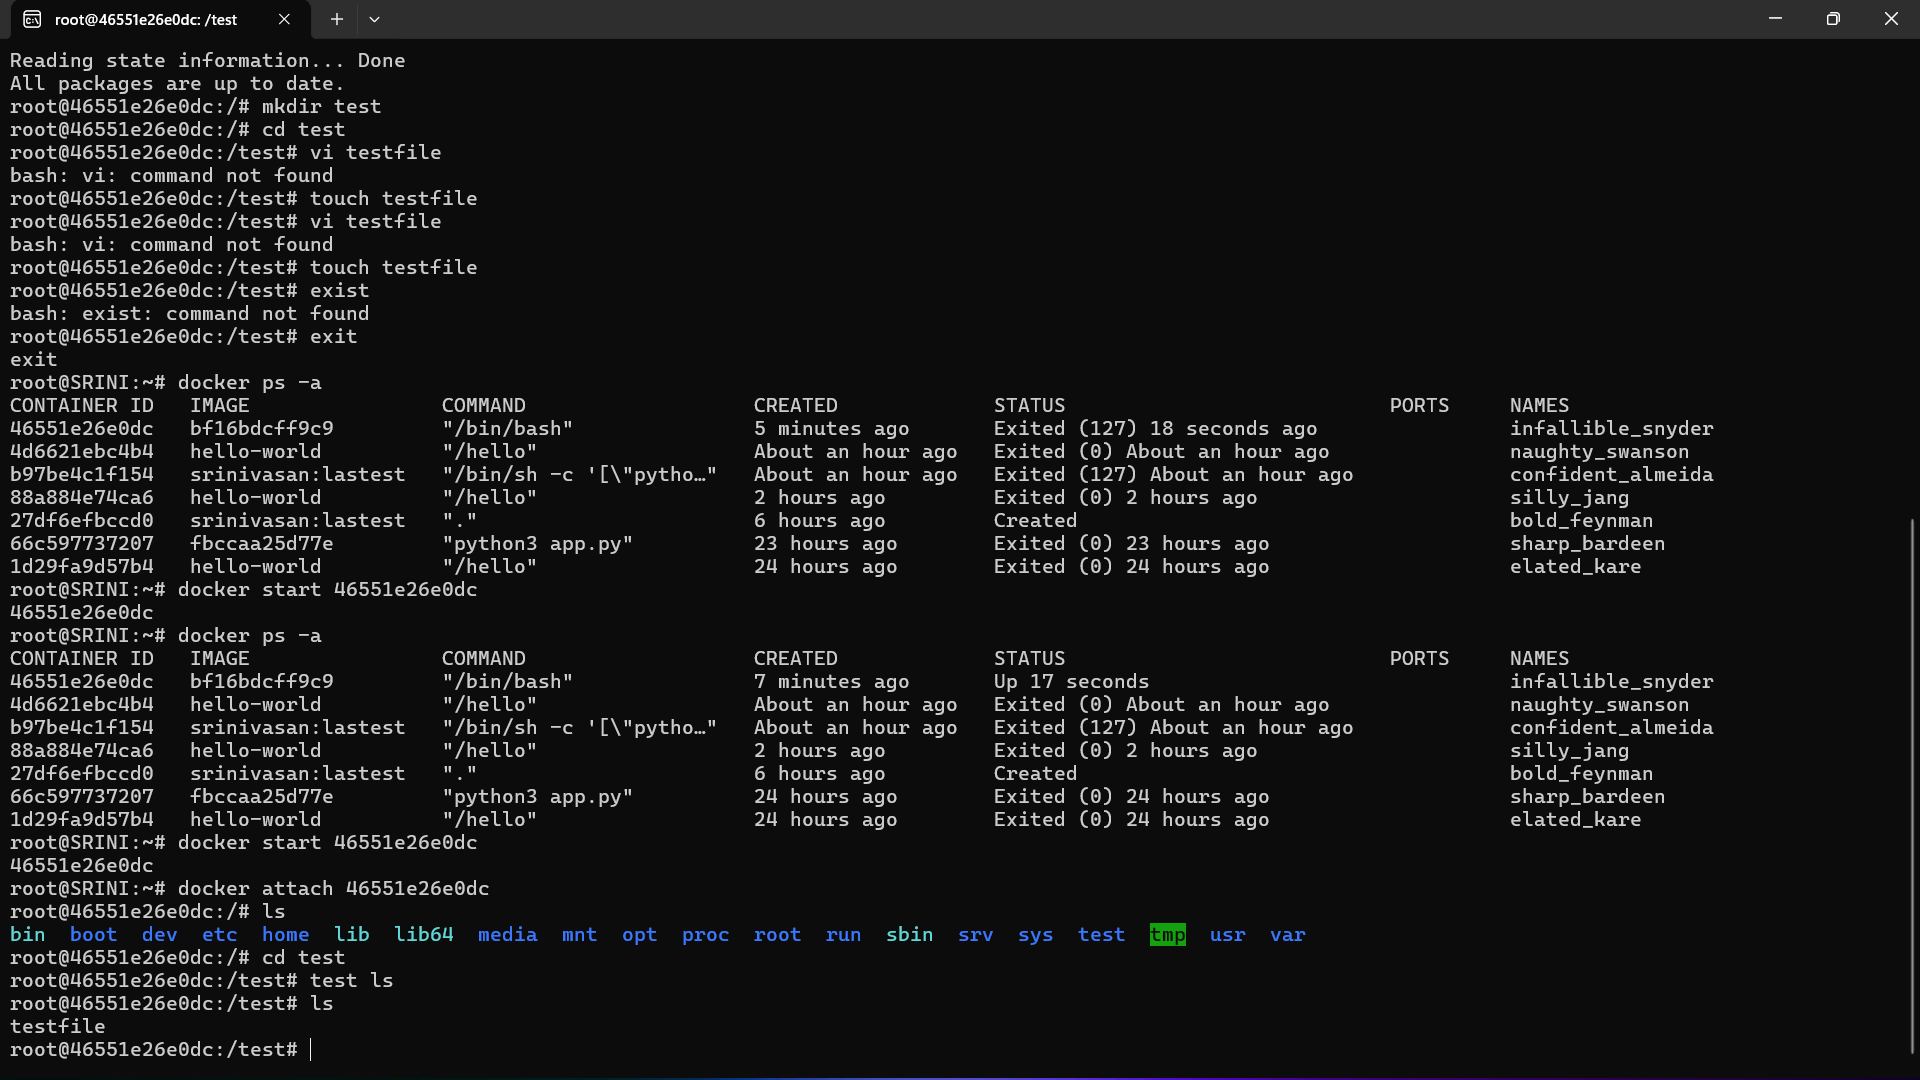 root@46551e26e0dc: /test
Reading state information... Done
All packages are up to date.
root@46551e26e0dc:/# mkdir test
root@46551e26e0dc:/# cd test
root@46551e26e0dc:/test# vi testfile
bash: vi: command not found
root@46551e26e0dc:/test# touch testfile
root@46551e26e0dc:/test# vi testfile
bash: vi: command not found
root@46551e26e0dc:/test# touch testfile
root@46551e26e0dc:/test# exist
bash: exist: command not found
root@46551e26e0dc:/test# exit
exit
root@SRINI:~# docker ps -a
CONTAINER ID   IMAGE                COMMAND                   CREATED             STATUS                           PORTS     NAMES
46551e26e0dc   bf16bdcff9c9         "/bin/bash"               5 minutes ago       Exited (127) 18 seconds ago                infallible_snyder
4d6621ebc4b4   hello-world          "/hello"                  About an hour ago   Exited (0) About an hour ago               naughty_swanson
b97be4c1f154   srinivasan:lastest   "/bin/sh -c '[\"pytho…"   About an hour ago   Exited (127) About an hour ago             confident_almeida
88a884e74ca6   hello-world          "/hello"                  2 hours ago         Exited (0) 2 hours ago                     silly_jang
27df6efbccd0   srinivasan:lastest   "."                       6 hours ago         Created                                    bold_feynman
66c597737207   fbccaa25d77e         "python3 app.py"          23 hours ago        Exited (0) 23 hours ago                    sharp_bardeen
1d29fa9d57b4   hello-world          "/hello"                  24 hours ago        Exited (0) 24 hours ago                    elated_kare
root@SRINI:~# docker start 46551e26e0dc
46551e26e0dc
root@SRINI:~# docker ps -a
CONTAINER ID   IMAGE                COMMAND                   CREATED             STATUS                           PORTS     NAMES
46551e26e0dc   bf16bdcff9c9         "/bin/bash"               7 minutes ago       Up 17 seconds                              infallible_snyder
4d6621ebc4b4   hello-world          "/hello"                  About an hour ago   Exited (0) About an hour ago               naughty_swanson
b97be4c1f154   srinivasan:lastest   "/bin/sh -c '[\"pytho…"   About an hour ago   Exited (127) About an hour ago             confident_almeida
88a884e74ca6   hello-world          "/hello"                  2 hours ago         Exited (0) 2 hours ago                     silly_jang
27df6efbccd0   srinivasan:lastest   "."                       6 hours ago         Created                                    bold_feynman
66c597737207   fbccaa25d77e         "python3 app.py"          24 hours ago        Exited (0) 24 hours ago                    sharp_bardeen
1d29fa9d57b4   hello-world          "/hello"                  24 hours ago        Exited (0) 24 hours ago                    elated_kare
root@SRINI:~# docker start 46551e26e0dc
46551e26e0dc
root@SRINI:~# docker attach 46551e26e0dc
root@46551e26e0dc:/# ls
bin  boot  dev  etc  home  lib  lib64  media  mnt  opt  proc  root  run  sbin  srv  sys  test  tmp  usr  var
root@46551e26e0dc:/# cd test
root@46551e26e0dc:/test# test ls
root@46551e26e0dc:/test# ls
testfile
root@46551e26e0dc:/test#